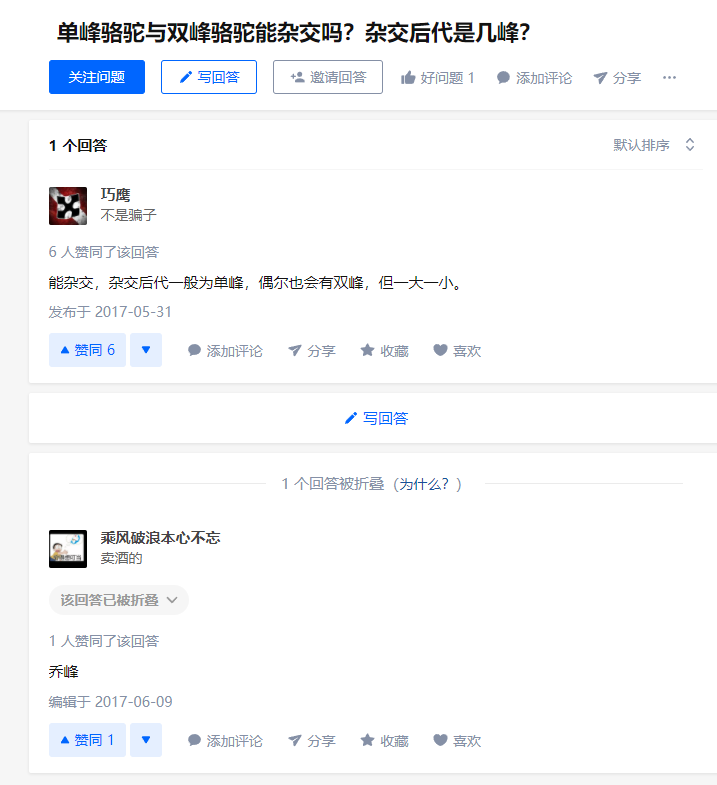 单峰骆驼与双峰骆驼能杂交吗？杂交后代是几峰？
关注问题 写回答 邀请回答 好问题 1 添加评论 分享
1 个回答 默认排序
巧鹰
不是骗子
6 人赞同了该回答
能杂交，杂交后代一般为单峰，偶尔也会有双峰，但一大一小。
发布于 2017-05-31
赞同 6 添加评论 分享 收藏 喜欢
写回答
1 个回答被折叠（为什么？）
乘风破浪本心不忘
卖酒的
该回答已被折叠
1 人赞同了该回答
乔峰
编辑于 2017-06-09
赞同 1 添加评论 分享 收藏 喜欢